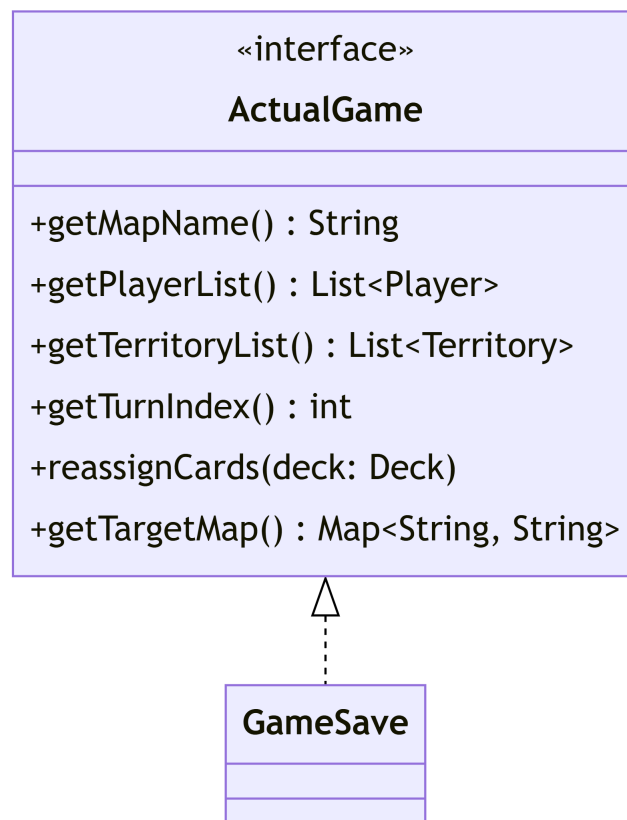 «interface»
ActualGame
+getMapName() : String
+getPlayerList() : List<Player>
+getTerritoryList() : List<Territory>
+getTurnIndex() : int
+reassignCards(deck: Deck)
+getTargetMap() : Map<String, String>
GameSave